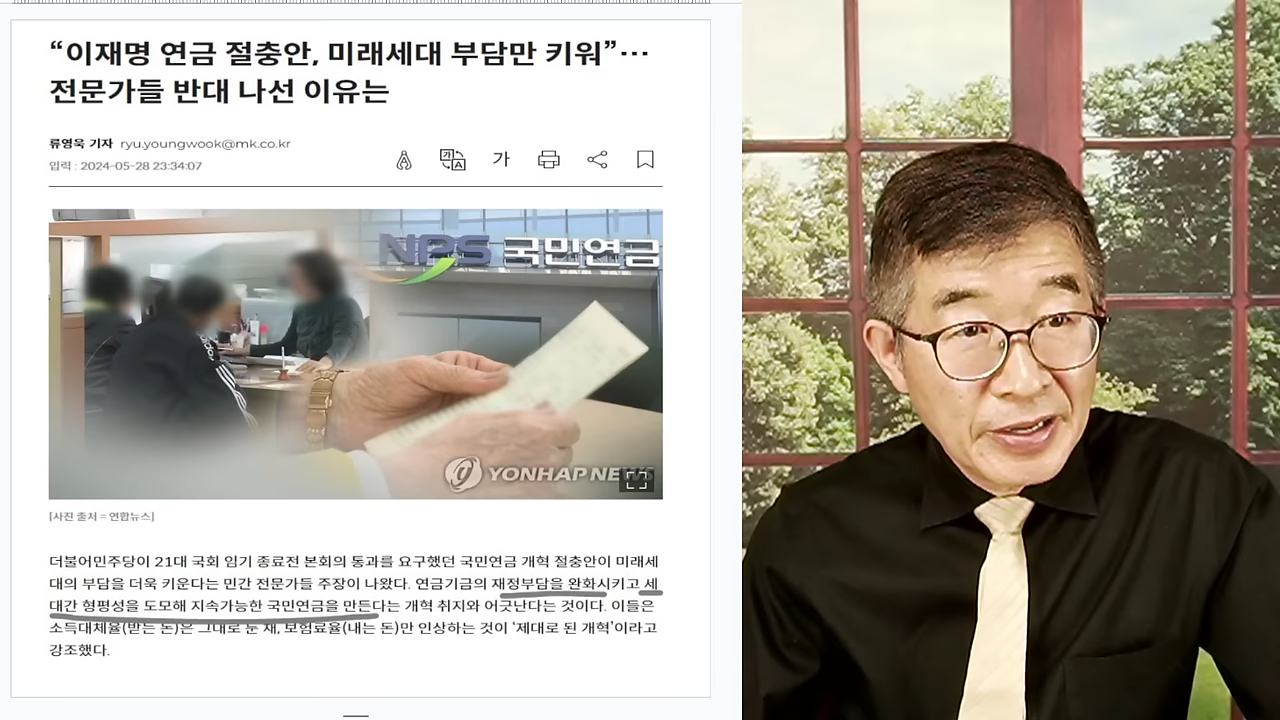 “이재명 연금 절충안, 미래세대 부담만 키워”…
전문가들 반대 나선 이유는
류영욱 기자 ryu.youngwook@mk.co.kr
입력 : 2024-05-28 23:34:07
가
NPS 국민연금
YONHAP NEWS
[사진 출처 = 연합뉴스]
더불어민주당이 21대 국회 임기 종료전 본회의 통과를 요구했던 국민연금 개혁 절충안이 미래세
대의 부담을 더욱 키운다는 민간 전문가들 주장이 나왔다. 연금기금의 재정부담을 완화시키고 세
대간 형평성을 도모해 지속가능한 국민연금을 만든다는 개혁 취지와 어긋난다는 것이다. 이들은
소득대체율(받는 돈)은 그대로 둔 채, 보험료율(내는 돈)만 인상하는 것이 ‘제대로 된 개혁’이라고
강조했다.